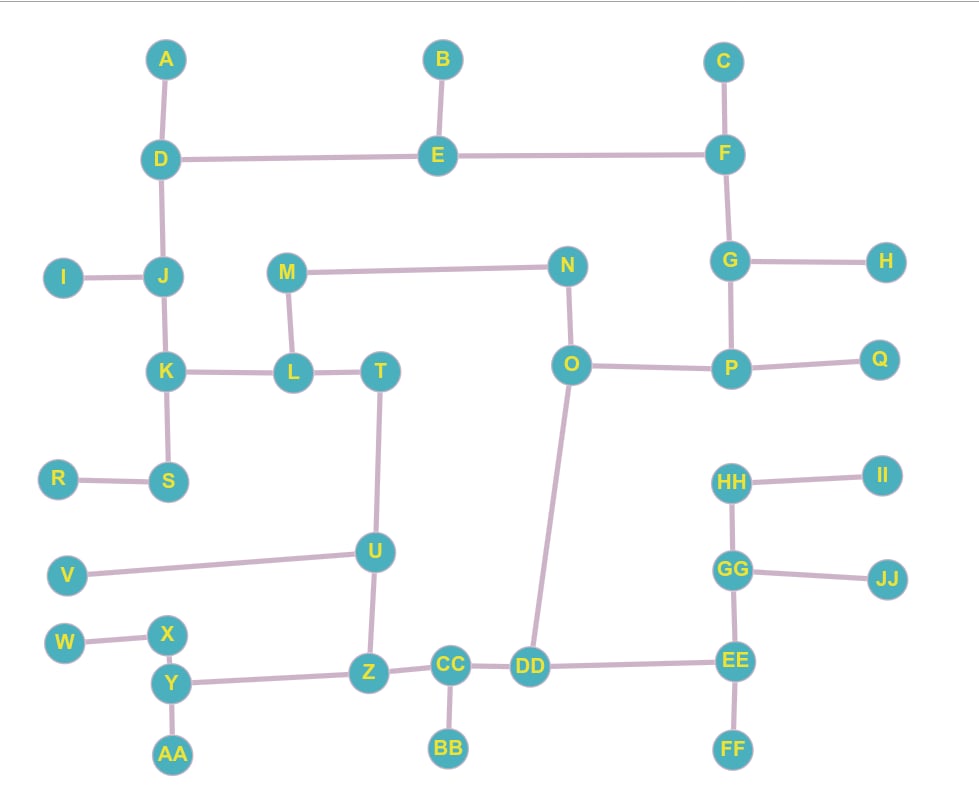 A B C
D E F
I J M N G H
K L T O P Q
R S HH II
V U GG JJ
W X
Y Z CC DD EE
AA BB FF